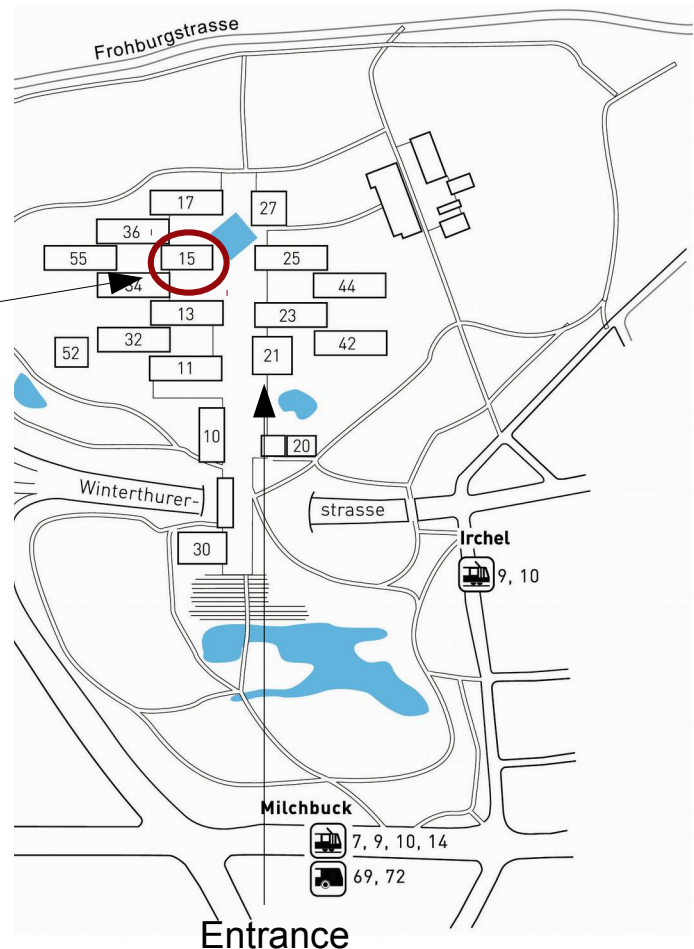 Frohburgstrasse
17
27
36
55
15
25
34
44
13
23
32
42
52
21
11
10
20
Winterthurer-
strasse
30
Irchel
9, 10
Milchbuck
7, 9, 10, 14
69, 72
Entrance